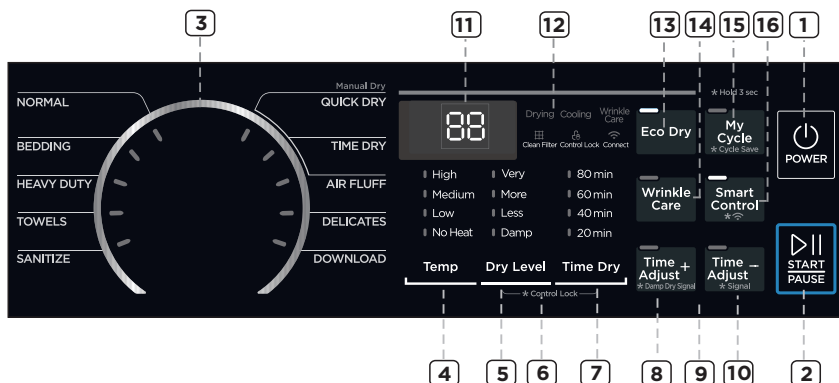 3
11
12
13
14
15
16
1
Manual Dry
NORMAL
BEDDING
HEAVY DUTY
TOWELS
SANITIZE
QUICK DRY
TIME DRY
AIR FLUFF
DELICATES
DOWNLOAD
88
Drying Cooling Wrinkle
Care
Clean Filter Control Lock Connect
High Very 80 min
Medium More 60 min
Low Less 40 min
No Heat Damp 20 min
Temp Dry Level Time Dry
* Control Lock
* Hold 3 sec
Eco Dry
My
Cycle
* Cycle Save
Wrinkle
Care
Smart
Control
*
Time
Adjust +
* Damp Dry Signal
Time
Adjust –
* Signal
POWER
START
PAUSE
4
5
6
7
8
9
10
2